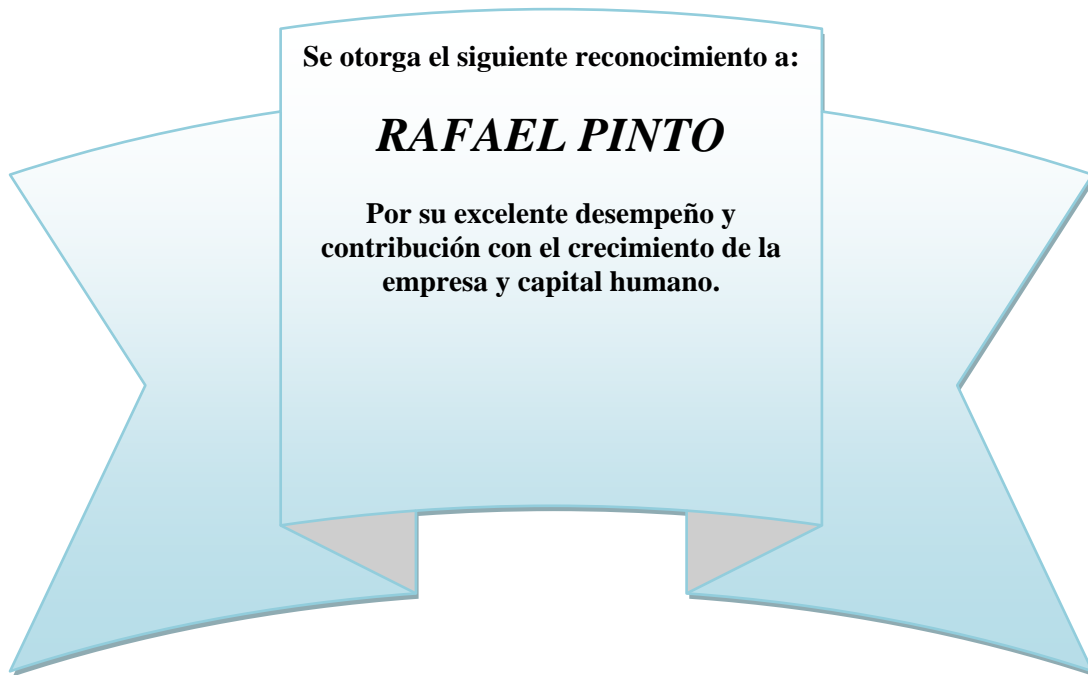 Se otorga el siguiente reconocimiento a:
RAFAEL PINTO
Por su excelente desempeño y
contribución con el crecimiento de la
empresa y capital humano.